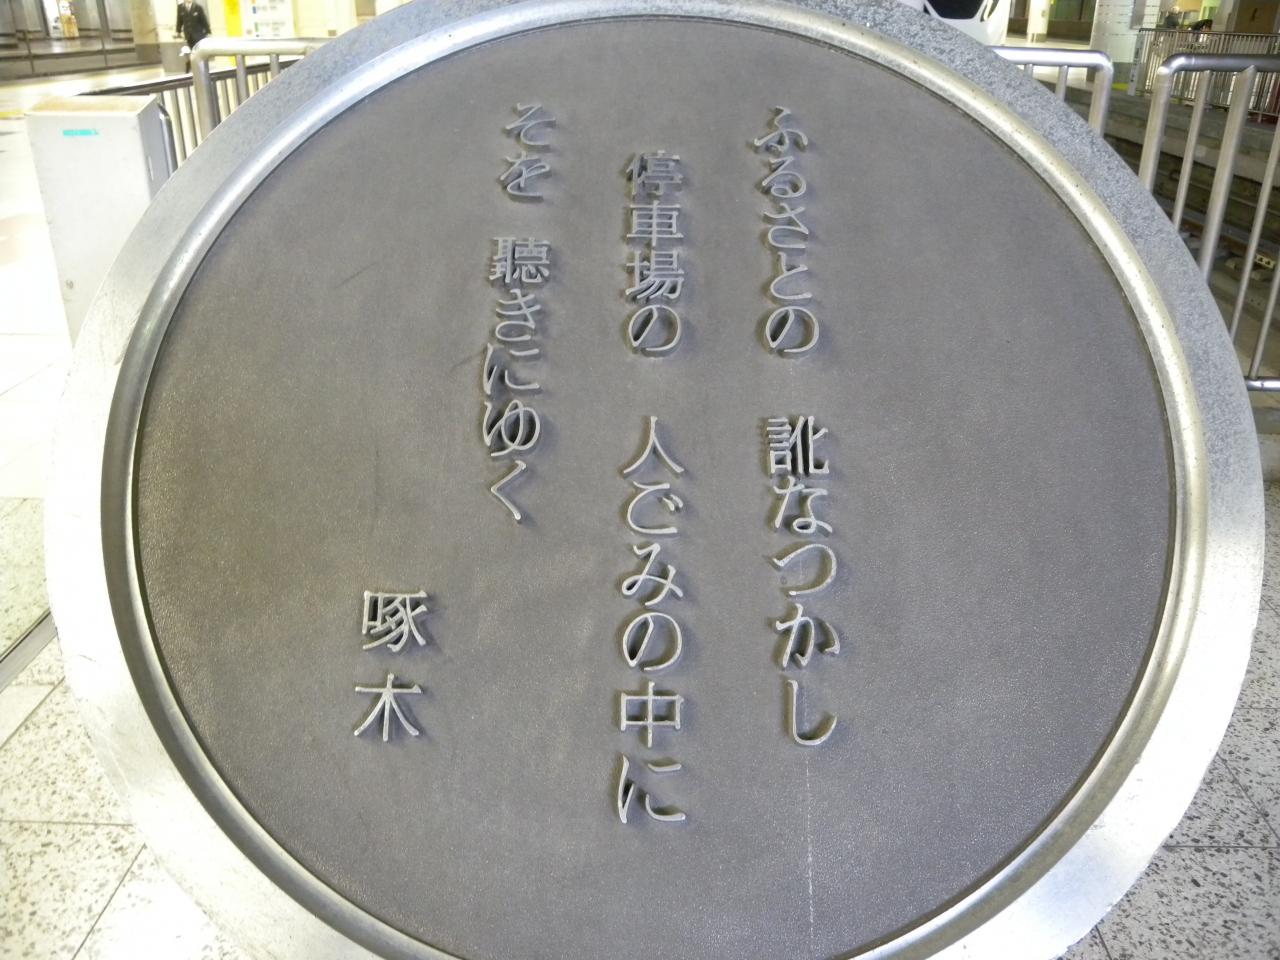 ふるさとの 訛なつかし
停車場の 人ごみの中に
そを 聴きにゆく
啄木